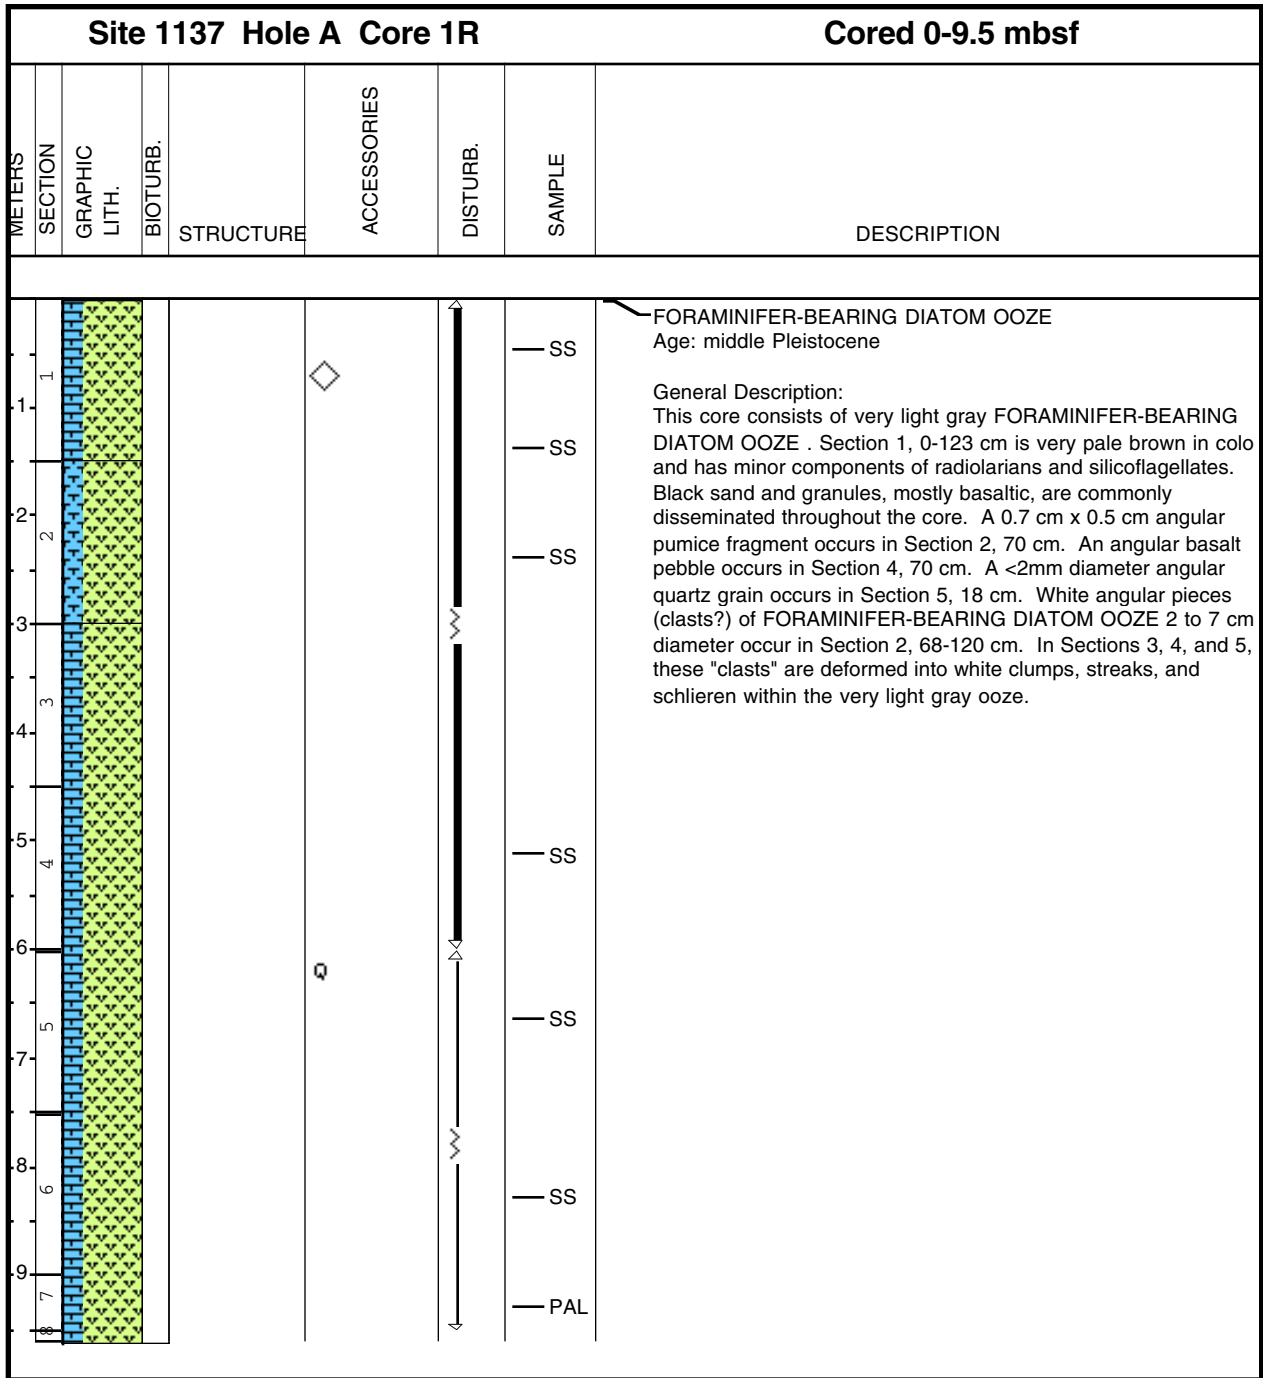 Site 1137 Hole A Core 1R
Cored 0-9.5 mbsf
METERS
SECTION
GRAPHIC
LITH.
BIOTURB.
STRUCTURE
ACCESSORIES
DISTURB.
SAMPLE
DESCRIPTION
FORAMINIFER-BEARING DIATOM OOZE
Age: middle Pleistocene
General Description:
This core consists of very light gray FORAMINIFER-BEARING
DIATOM OOZE . Section 1, 0-123 cm is very pale brown in colo
and has minor components of radiolarians and silicoflagellates.
Black sand and granules, mostly basaltic, are commonly
disseminated throughout the core. A 0.7 cm x 0.5 cm angular
pumice fragment occurs in Section 2, 70 cm. An angular basalt
pebble occurs in Section 4, 70 cm. A <2mm diameter angular
quartz grain occurs in Section 5, 18 cm. White angular pieces
(clasts?) of FORAMINIFER-BEARING DIATOM OOZE 2 to 7 cm
diameter occur in Section 2, 68-120 cm. In Sections 3, 4, and 5,
these "clasts" are deformed into white clumps, streaks, and
schlieren within the very light gray ooze.
1
2
3
4
5
6
7
8
9
1
2
3
4
5
6
7
8
Q
SS
SS
SS
SS
SS
SS
PAL